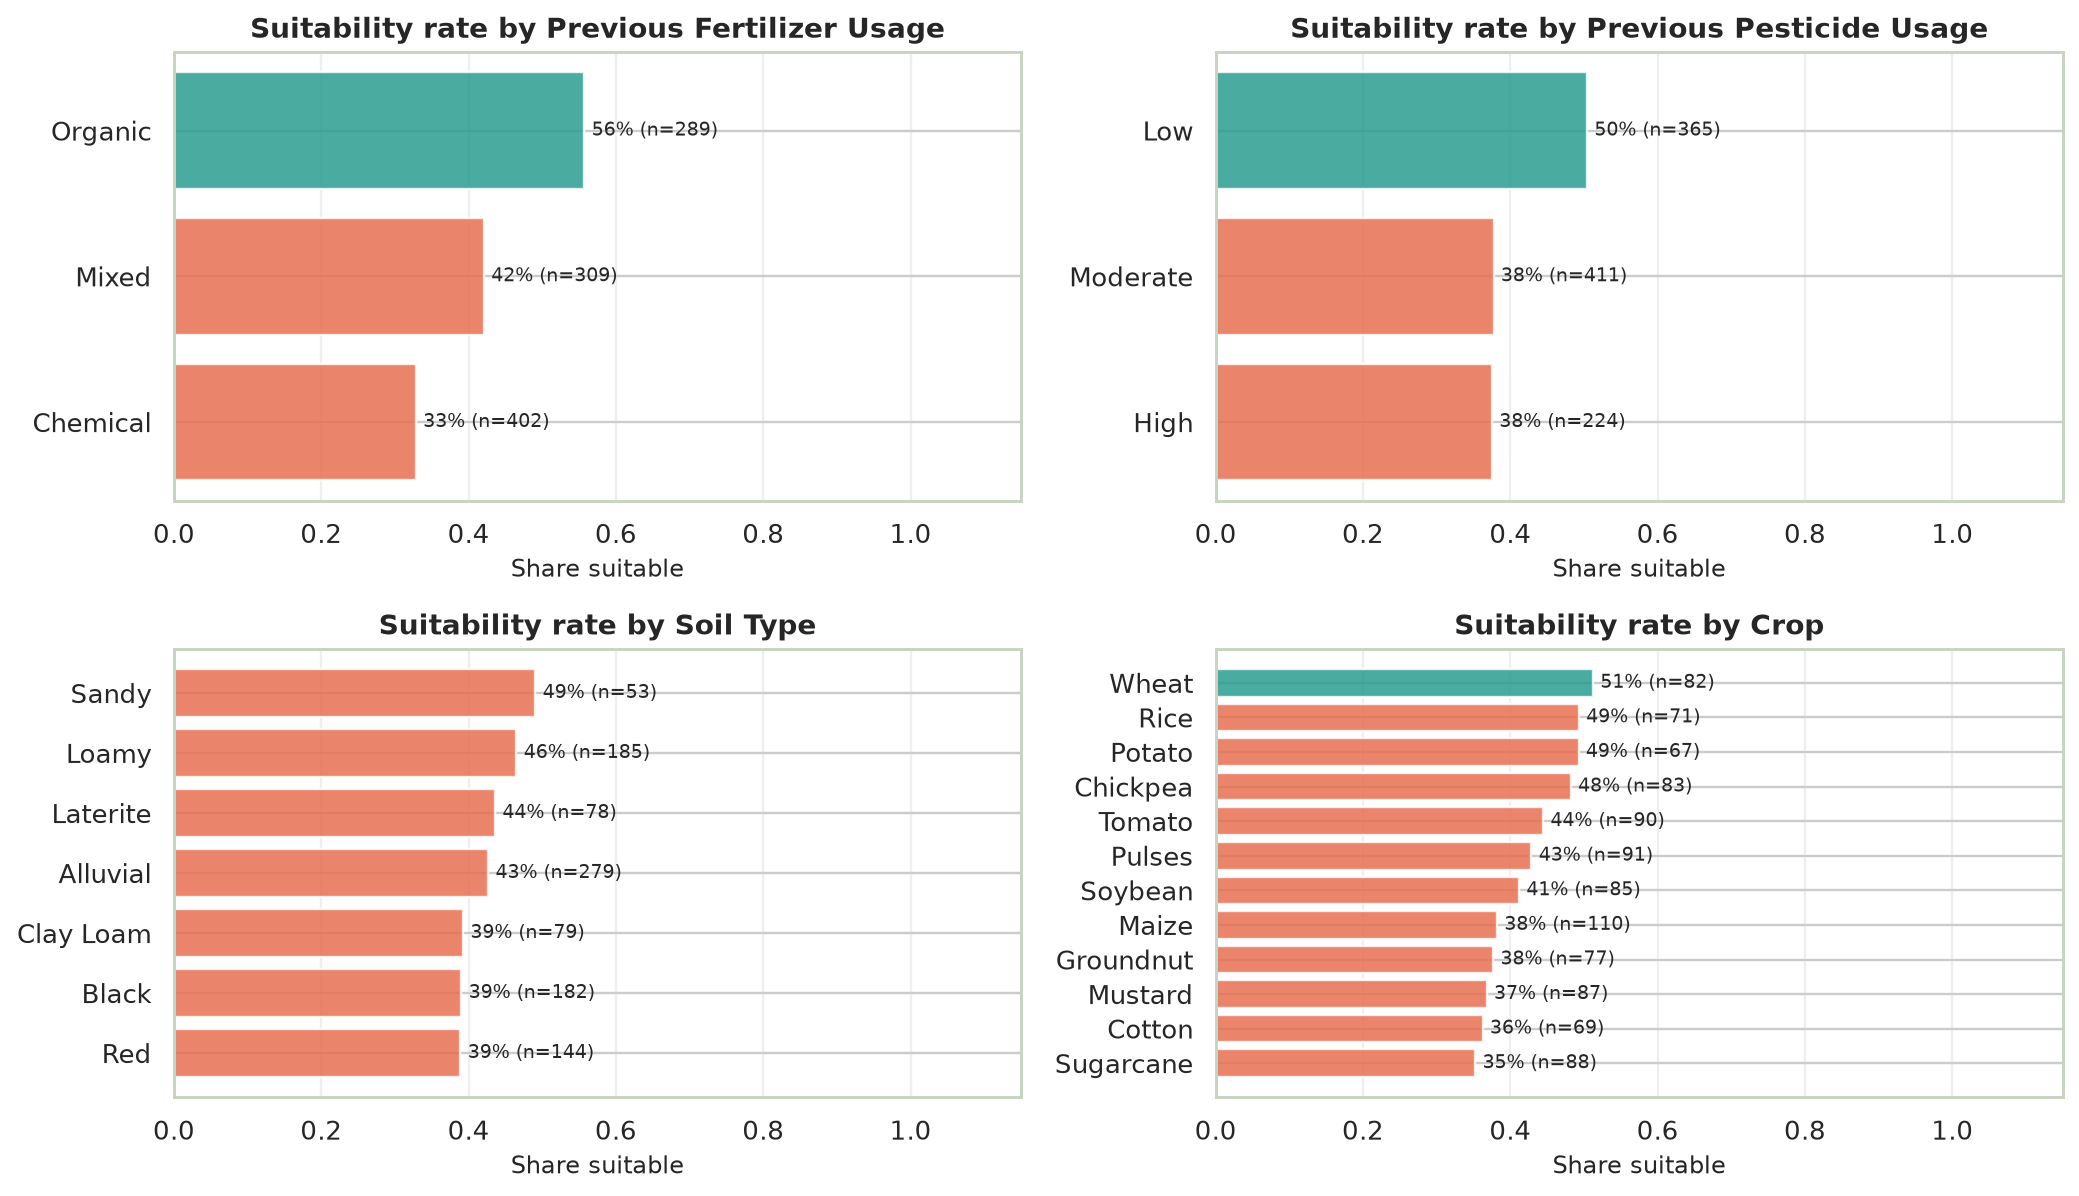 Suitability rate by Previous Fertilizer Usage
Organic
56% (n=289)
Mixed
42% (n=309)
Chemical
33% (n=402)
0.0 0.2 0.4 0.6 0.8 1.0
Share suitable
Suitability rate by Previous Pesticide Usage
Low
50% (n=365)
Moderate
38% (n=411)
High
38% (n=224)
0.0 0.2 0.4 0.6 0.8 1.0
Share suitable
Suitability rate by Soil Type
Sandy
49% (n=53)
Loamy
46% (n=185)
Laterite
44% (n=78)
Alluvial
43% (n=279)
Clay Loam
39% (n=79)
Black
39% (n=182)
Red
39% (n=144)
0.0 0.2 0.4 0.6 0.8 1.0
Share suitable
Suitability rate by Crop
Wheat
51% (n=82)
Rice
49% (n=71)
Potato
49% (n=67)
Chickpea
48% (n=83)
Tomato
44% (n=90)
Pulses
43% (n=91)
Soybean
41% (n=85)
Maize
38% (n=110)
Groundnut
38% (n=77)
Mustard
37% (n=87)
Cotton
36% (n=69)
Sugarcane
35% (n=88)
0.0 0.2 0.4 0.6 0.8 1.0
Share suitable